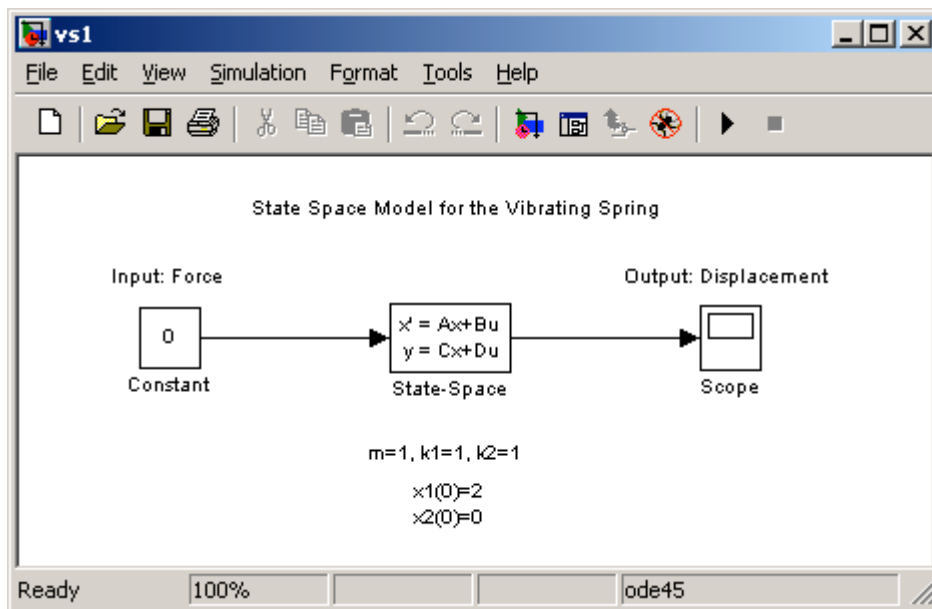 vs1
File Edit View Simulation Format Tools Help
State Space Model for the Vibrating Spring
Input: Force
Output: Displacement
0
x' = Ax+Bu
y = Cx+Du
Constant
State-Space
Scope
m=1, k1=1, k2=1
x1(0)=2
x2(0)=0
Ready 100% ode45